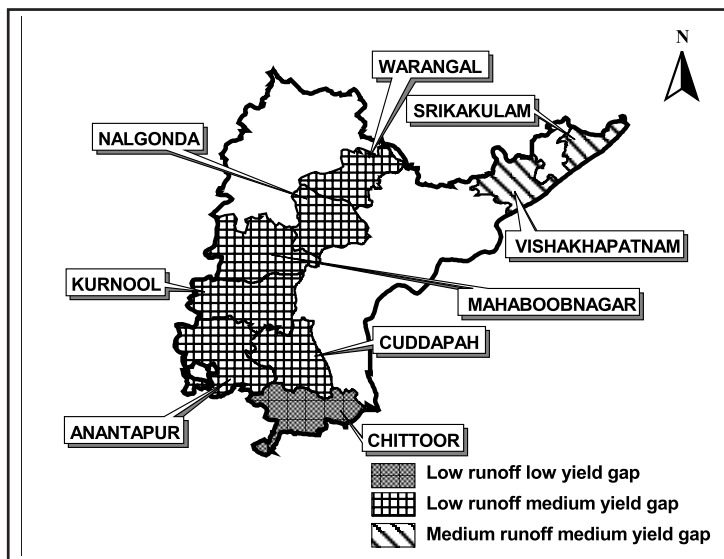 N
WARANGAL
SRIKAKULAM
NALGONDA
VISHAKHAPATNAM
KURNOOL
MAHABOOBNAGAR
CUDDAPAH
ANANTAPUR
CHITTOOR
Low runoff low yield gap
Low runoff medium yield gap
Medium runoff medium yield gap